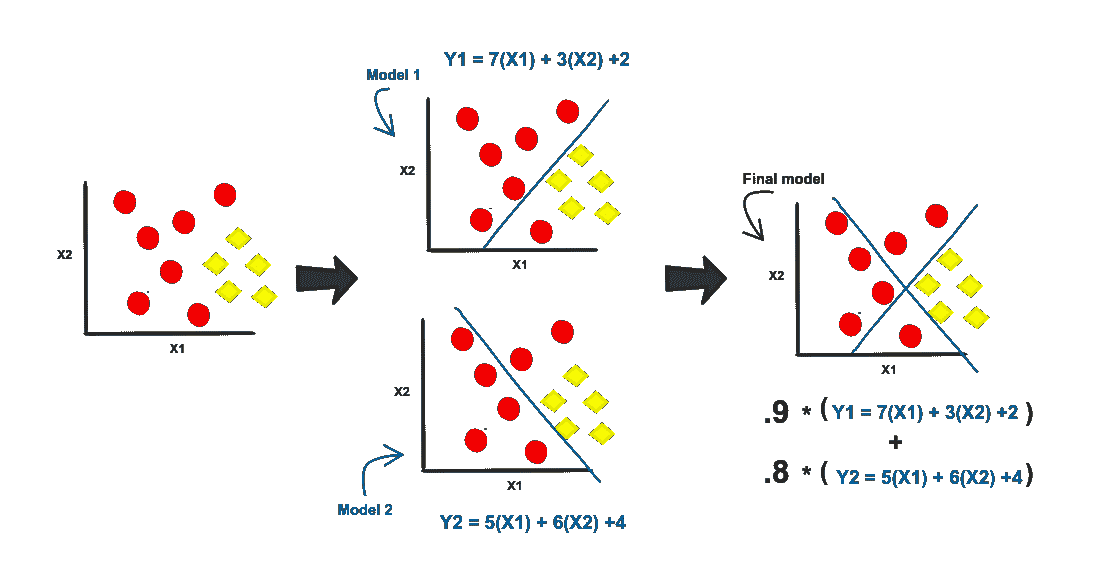 X2
X1
Model 1
Y1 = 7(X1) + 3(X2) +2
X2
X1
X2
X1
Model 2
Y2 = 5(X1) + 6(X2) +4
Final model
X2
X1
.9 * ( Y1 = 7(X1) + 3(X2) +2 )
+
.8 * ( Y2 = 5(X1) + 6(X2) +4 )